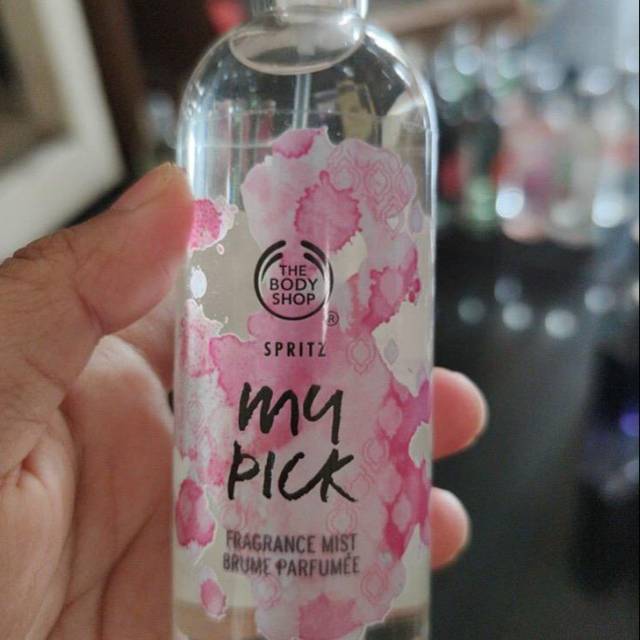 THE
BODY
SHOP
®
SPRITZ
my
PICK
FRAGRANCE MIST
BRUME PARFUMÉE